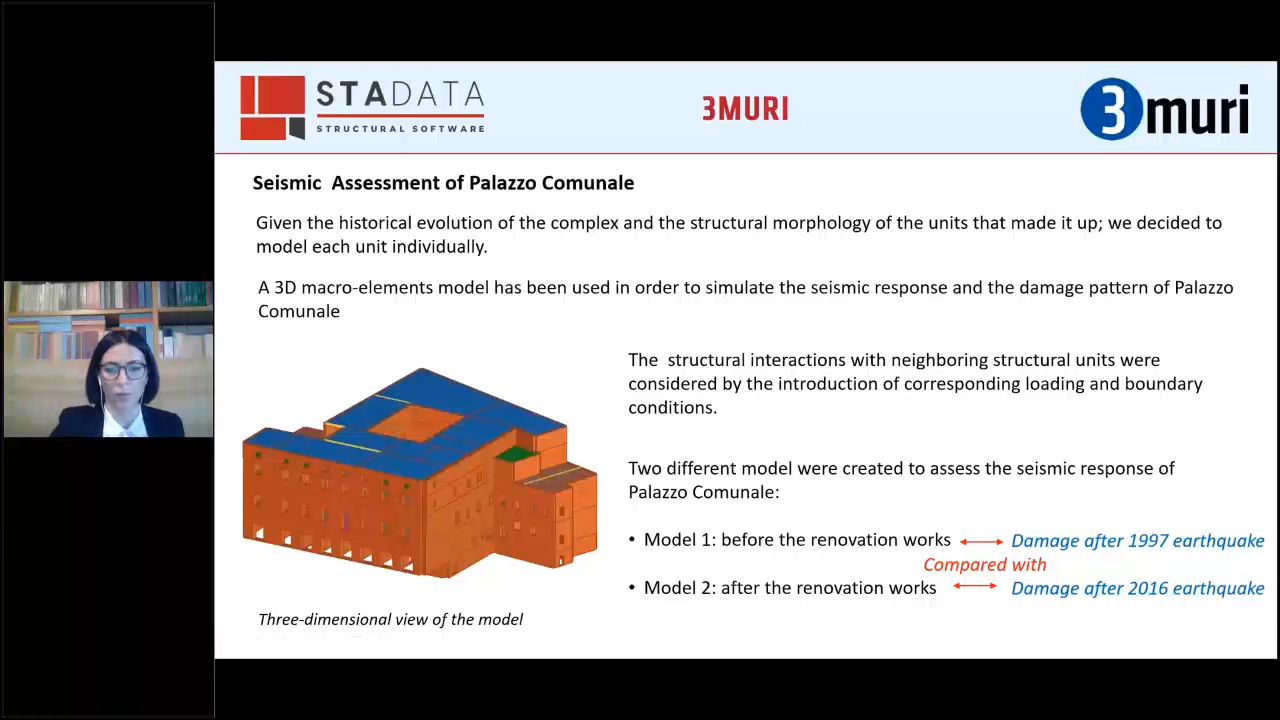 STADATA
STRUCTURAL SOFTWARE
3MURI
3muri
Seismic Assessment of Palazzo Comunale
Given the historical evolution of the complex and the structural morphology of the units that made it up; we decided to
model each unit individually.
A 3D macro-elements model has been used in order to simulate the seismic response and the damage pattern of Palazzo
Comunale
The structural interactions with neighboring structural units were
considered by the introduction of corresponding loading and boundary
conditions.
Two different model were created to assess the seismic response of
Palazzo Comunale:
• Model 1: before the renovation works Damage after 1997 earthquake
Compared with
• Model 2: after the renovation works Damage after 2016 earthquake
Three-dimensional view of the model